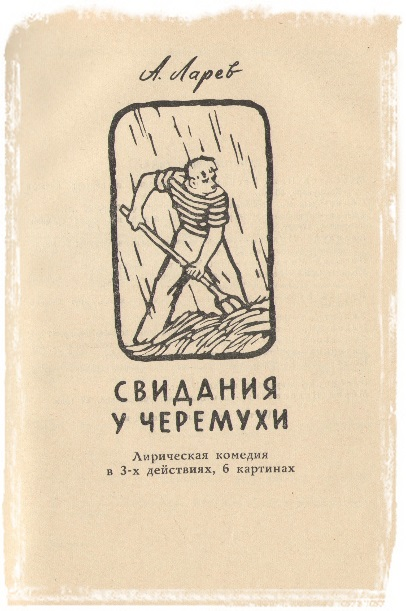 А. Ларев
СВИДАНИЯ
У ЧЕРЕМУХИ
Лирическая комедия
в 3-х действиях, 6 картинах